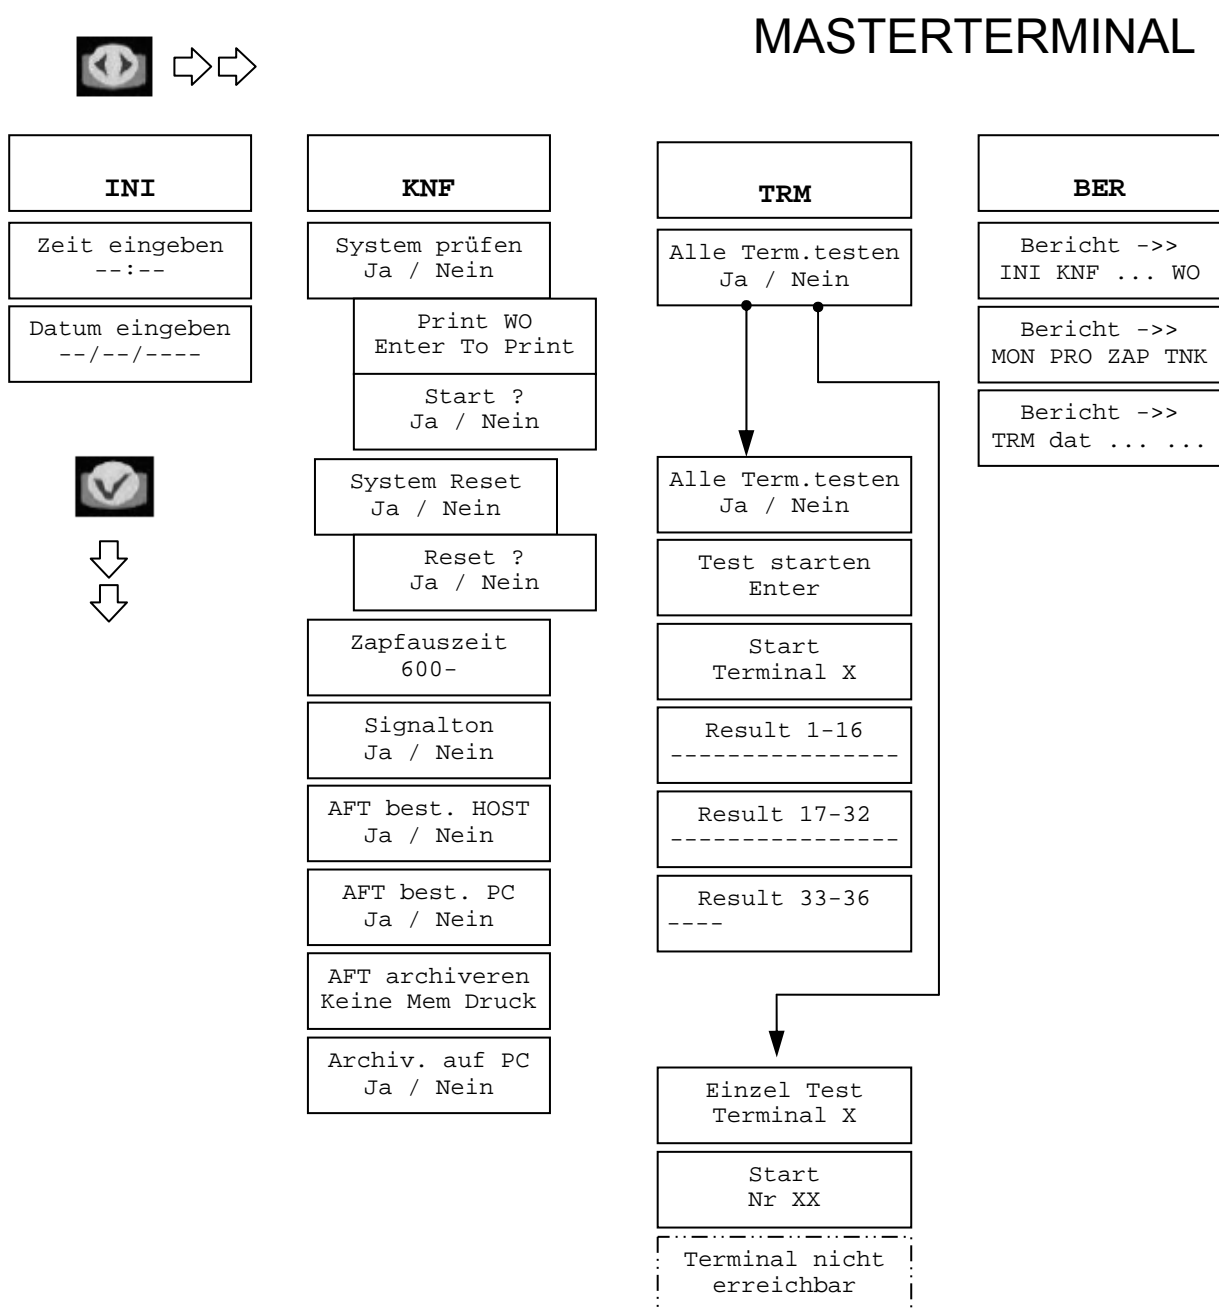 MASTERTERMINAL
INI
Zeit eingeben
--:--
Datum eingeben
--/--/----
KNF
System prüfen
Ja / Nein
Print WO
Enter To Print
Start ?
Ja / Nein
System Reset
Ja / Nein
Reset ?
Ja / Nein
Zapfauszeit
600-
Signalton
Ja / Nein
AFT best. HOST
Ja / Nein
AFT best. PC
Ja / Nein
AFT archiveren
Keine Mem Druck
Archiv. auf PC
Ja / Nein
TRM
Alle Term.testen
Ja / Nein
Alle Term.testen
Ja / Nein
Test starten
Enter
Start
Terminal X
Result 1-16
----------------
Result 17-32
----------------
Result 33-36
----
Einzel Test
Terminal X
Start
Nr XX
Terminal nicht
erreichbar
BER
Bericht ->>
INI KNF ... WO
Bericht ->>
MON PRO ZAP TNK
Bericht ->>
TRM dat ... ...